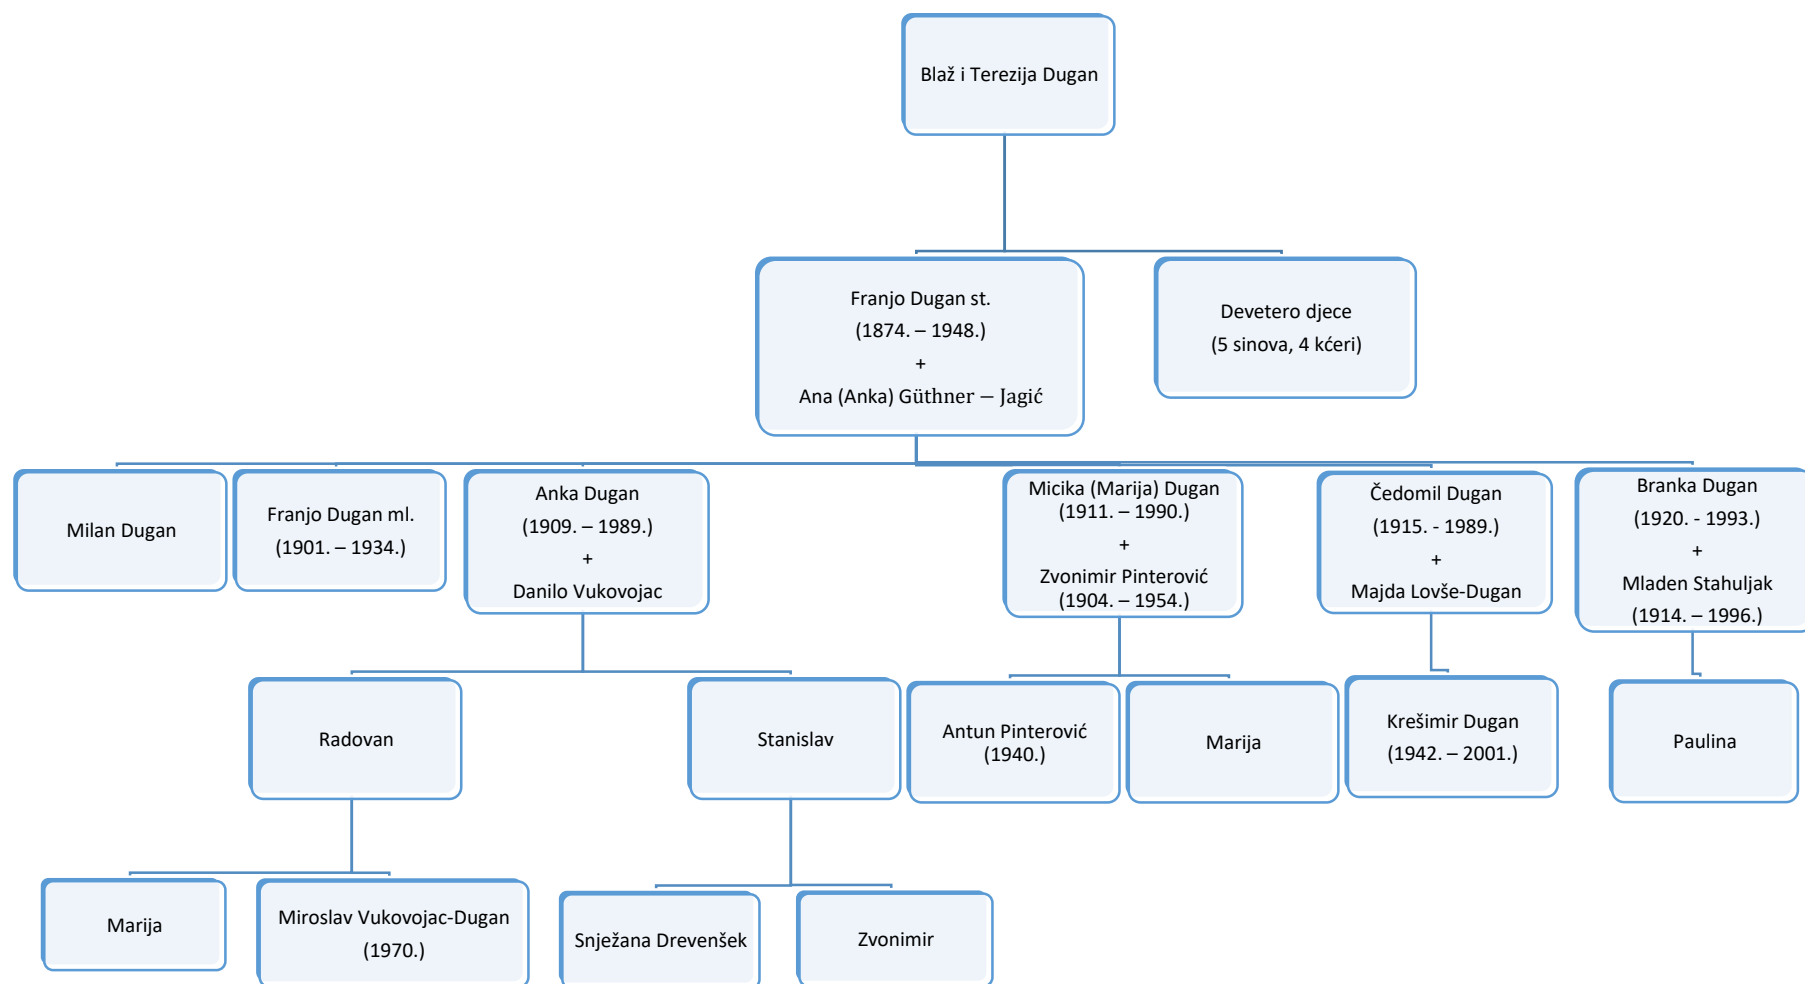 Blaž i Terezija Dugan
Franjo Dugan st.
(1874. – 1948.)
+
Ana (Anka) Güthner – Jagić
Devetero djece
(5 sinova, 4 kćeri)
Milan Dugan
Franjo Dugan ml.
(1901. – 1934.)
Anka Dugan
(1909. – 1989.)
+
Danilo Vukovojac
Micika (Marija) Dugan
(1911. – 1990.)
+
Zvonimir Pinterović
(1904. – 1954.)
Čedomil Dugan
(1915. - 1989.)
+
Majda Lovše-Dugan
Branka Dugan
(1920. - 1993.)
+
Mladen Stahuljak
(1914. – 1996.)
Radovan
Stanislav
Antun Pinterović
(1940.)
Marija
Krešimir Dugan
(1942. – 2001.)
Paulina
Marija
Miroslav Vukovojac-Dugan
(1970.)
Snježana Drevenšek
Zvonimir